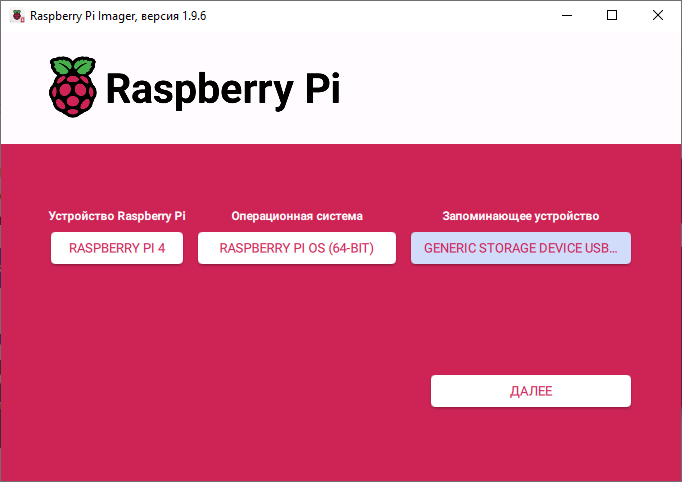 Raspberry Pi Imager, версия 1.9.6
Raspberry Pi
Устройство Raspberry Pi
Операционная система
Запоминающее устройство
RASPBERRY PI 4
RASPBERRY PI OS (64-BIT)
GENERIC STORAGE DEVICE USB...
ДАЛЕЕ